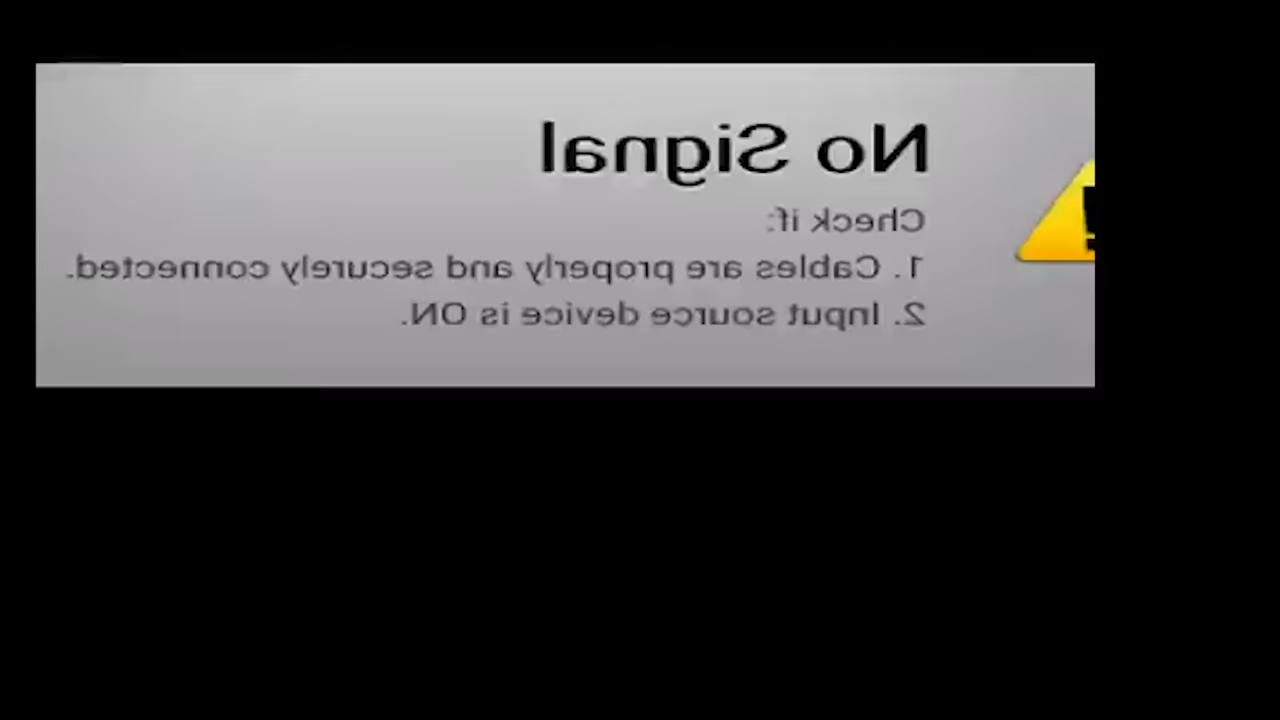 No Signal
Check if:
1. Cables are properly and securely connected.
2. Input source device is ON.